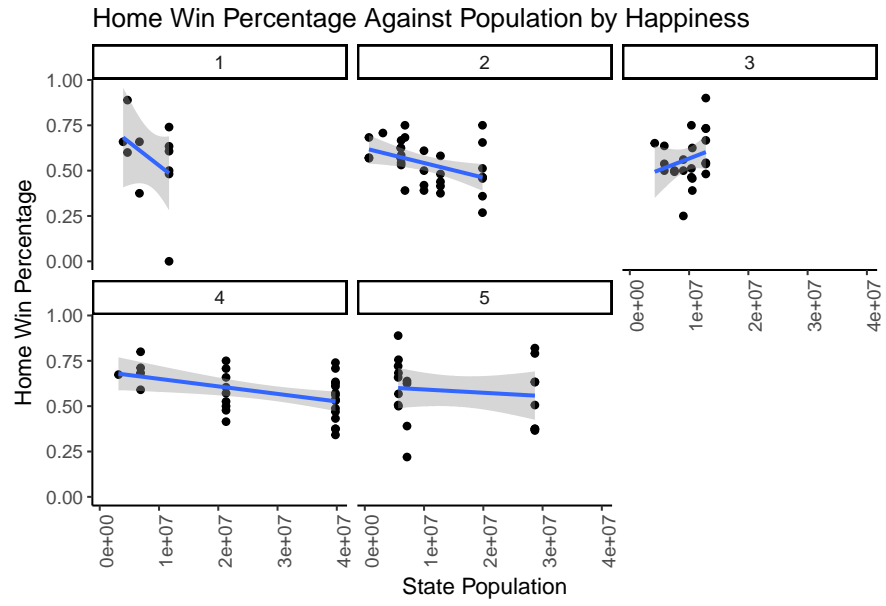 Home Win Percentage Against Population by Happiness
1
2
3
1.00
0.75
0.50
0.25
0.00
0e+00
1e+07
2e+07
3e+07
4e+07
4
5
1.00
0.75
0.50
0.25
0.00
0e+00
1e+07
2e+07
3e+07
4e+07
0e+00
1e+07
2e+07
3e+07
4e+07
Home Win Percentage
State Population